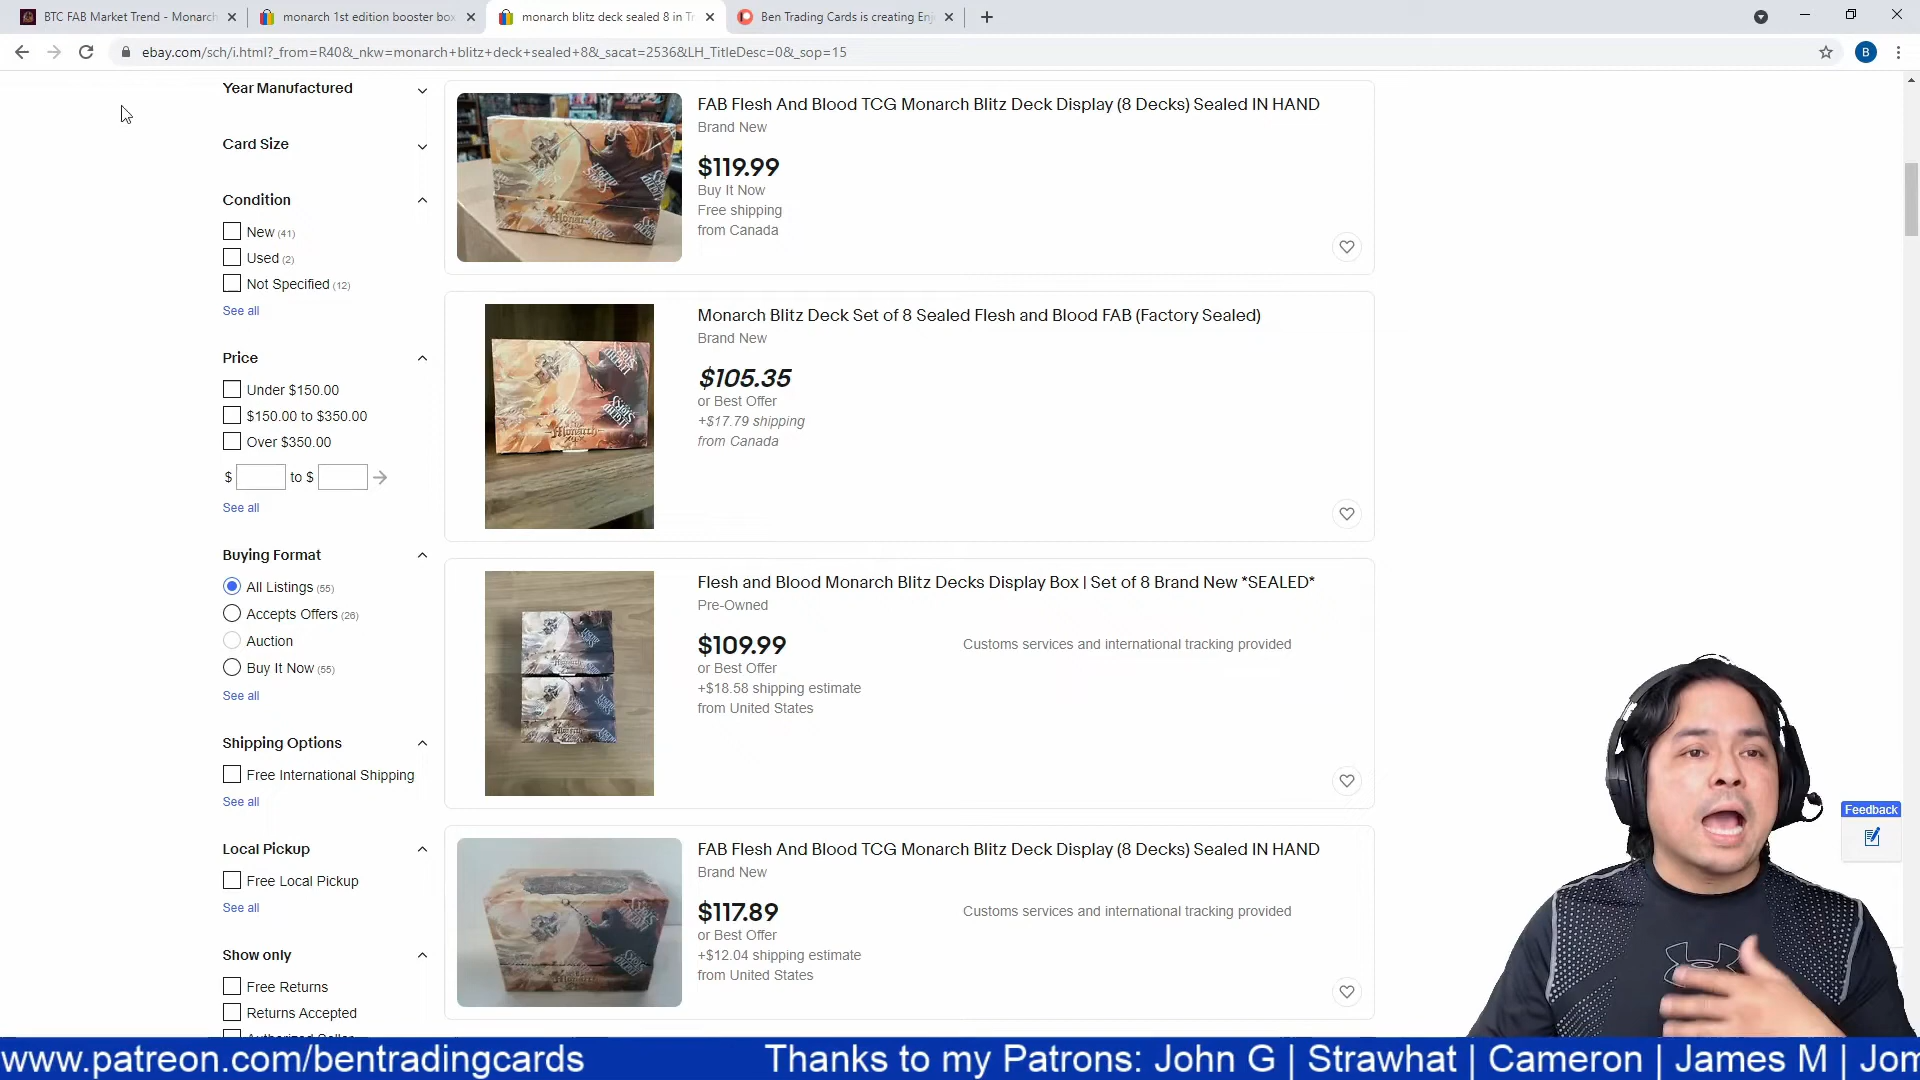 BTC FAB Market Trend - Monarch
monarch 1st edition booster box
monarch blitz deck sealed 8 in Tr
Ben Trading Cards is creating Enj
ebay.com/sch/i.html?_from=R40&_nkw=monarch+blitz+deck+sealed+8&_sacat=2536&LH_TitleDesc=0&_sop=15
B
Year Manufactured
Card Size
Condition
New (41)
Used (2)
Not Specified (12)
See all
Price
Under $150.00
$150.00 to $350.00
Over $350.00
$ to $
See all
Buying Format
All Listings (55)
Accepts Offers (26)
Auction
Buy It Now (55)
See all
Shipping Options
Free International Shipping
See all
Local Pickup
Free Local Pickup
See all
Show only
Free Returns
Returns Accepted
FAB Flesh And Blood TCG Monarch Blitz Deck Display (8 Decks) Sealed IN HAND
Brand New
$119.99
Buy It Now
Free shipping
from Canada
Monarch Blitz Deck Set of 8 Sealed Flesh and Blood FAB (Factory Sealed)
Brand New
$105.35
or Best Offer
+$17.79 shipping
from Canada
Flesh and Blood Monarch Blitz Decks Display Box | Set of 8 Brand New *SEALED*
Pre-Owned
$109.99
Customs services and international tracking provided
or Best Offer
+$18.58 shipping estimate
from United States
FAB Flesh And Blood TCG Monarch Blitz Deck Display (8 Decks) Sealed IN HAND
Brand New
$117.89
Customs services and international tracking provided
or Best Offer
+$12.04 shipping estimate
from United States
Feedback
www.patreon.com/bentradingcards
Thanks to my Patrons: John G | Strawhat | Cameron | James M | Jom